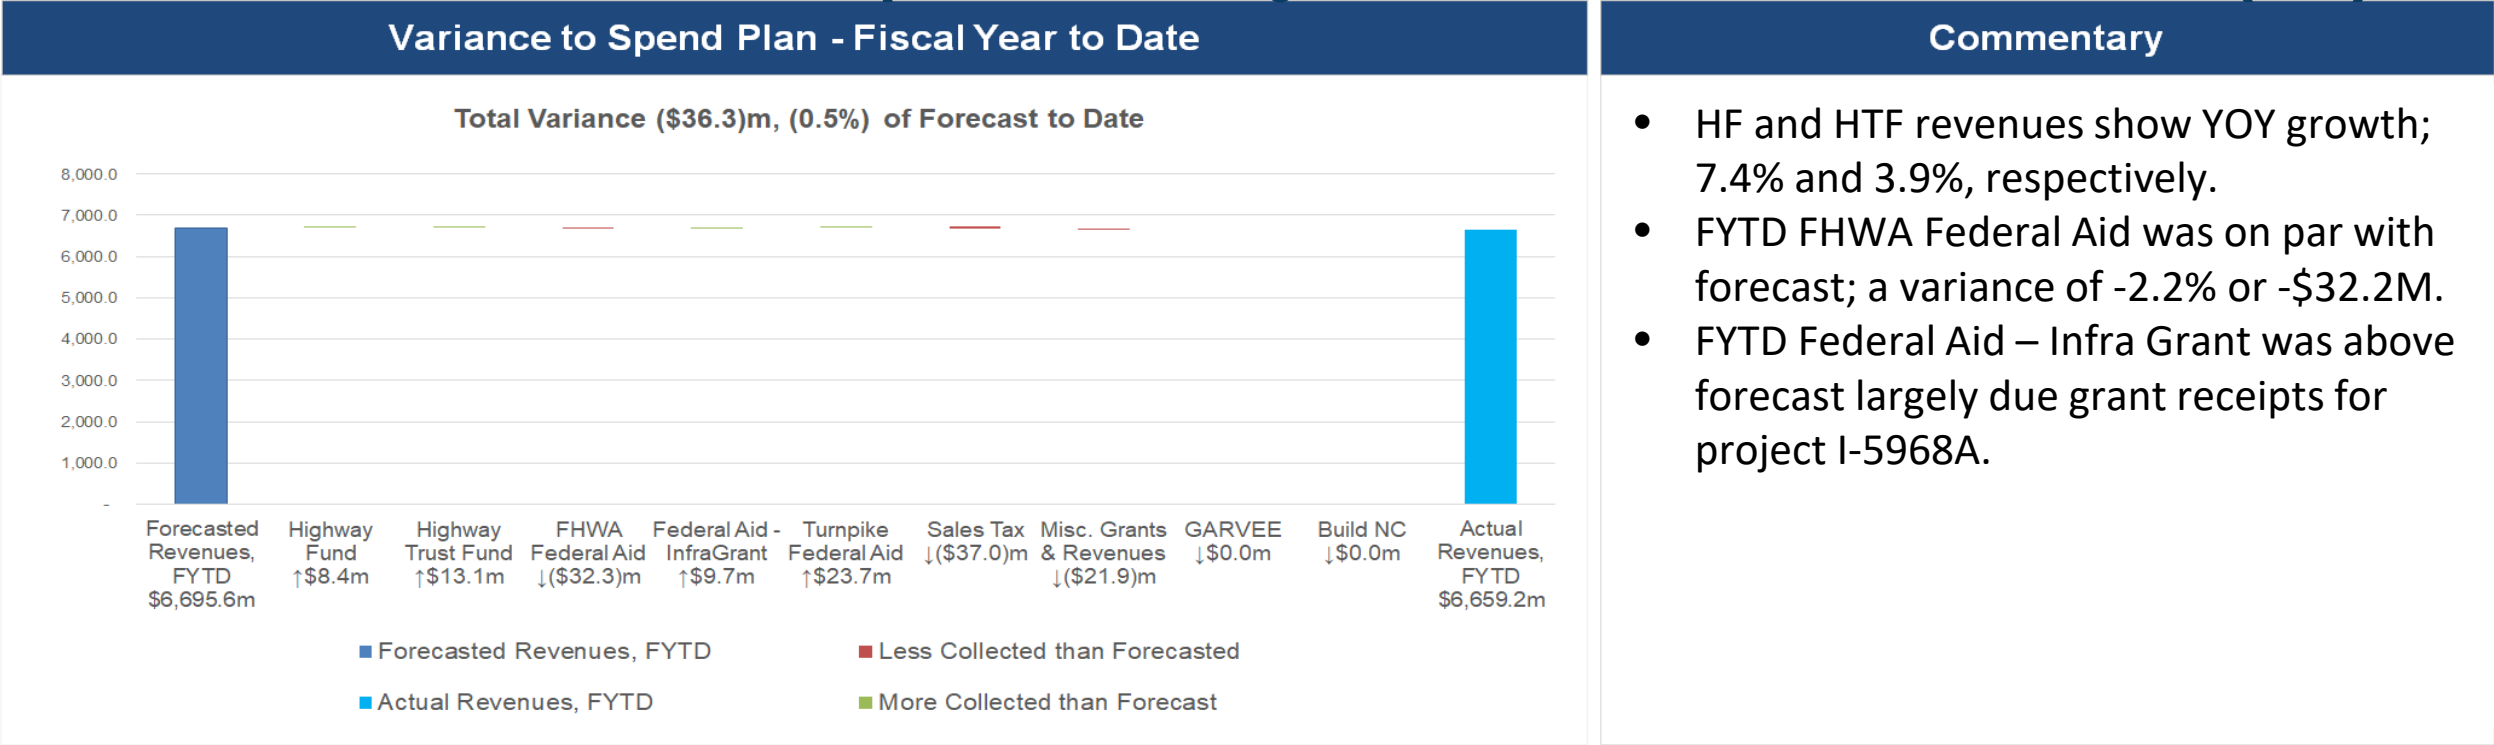 Variance to Spend Plan - Fiscal Year to Date
Total Variance ($36.3)m, (0.5%) of Forecast to Date
8,000.0
7,000.0
6,000.0
5,000.0
4,000.0
3,000.0
2,000.0
1,000.0
-
Forecasted
Revenues,
FYTD
$6,695.6m
Highway
Fund
↑$8.4m
Highway
Trust Fund
↑$13.1m
FHWA
Federal Aid
↓($32.3)m
Federal Aid -
InfraGrant
↑$9.7m
Turnpike
Federal Aid
↑$23.7m
Sales Tax
↓($37.0)m
Misc. Grants
& Revenues
↓($21.9)m
GARVEE
↓$0.0m
Build NC
↓$0.0m
Actual
Revenues,
FYTD
$6,659.2m
Forecasted Revenues, FYTD
Less Collected than Forecasted
Actual Revenues, FYTD
More Collected than Forecast
Commentary
• HF and HTF revenues show YOY growth;
7.4% and 3.9%, respectively.
• FYTD FHWA Federal Aid was on par with
forecast; a variance of -2.2% or -$32.2M.
• FYTD Federal Aid – Infra Grant was above
forecast largely due grant receipts for
project I-5968A.